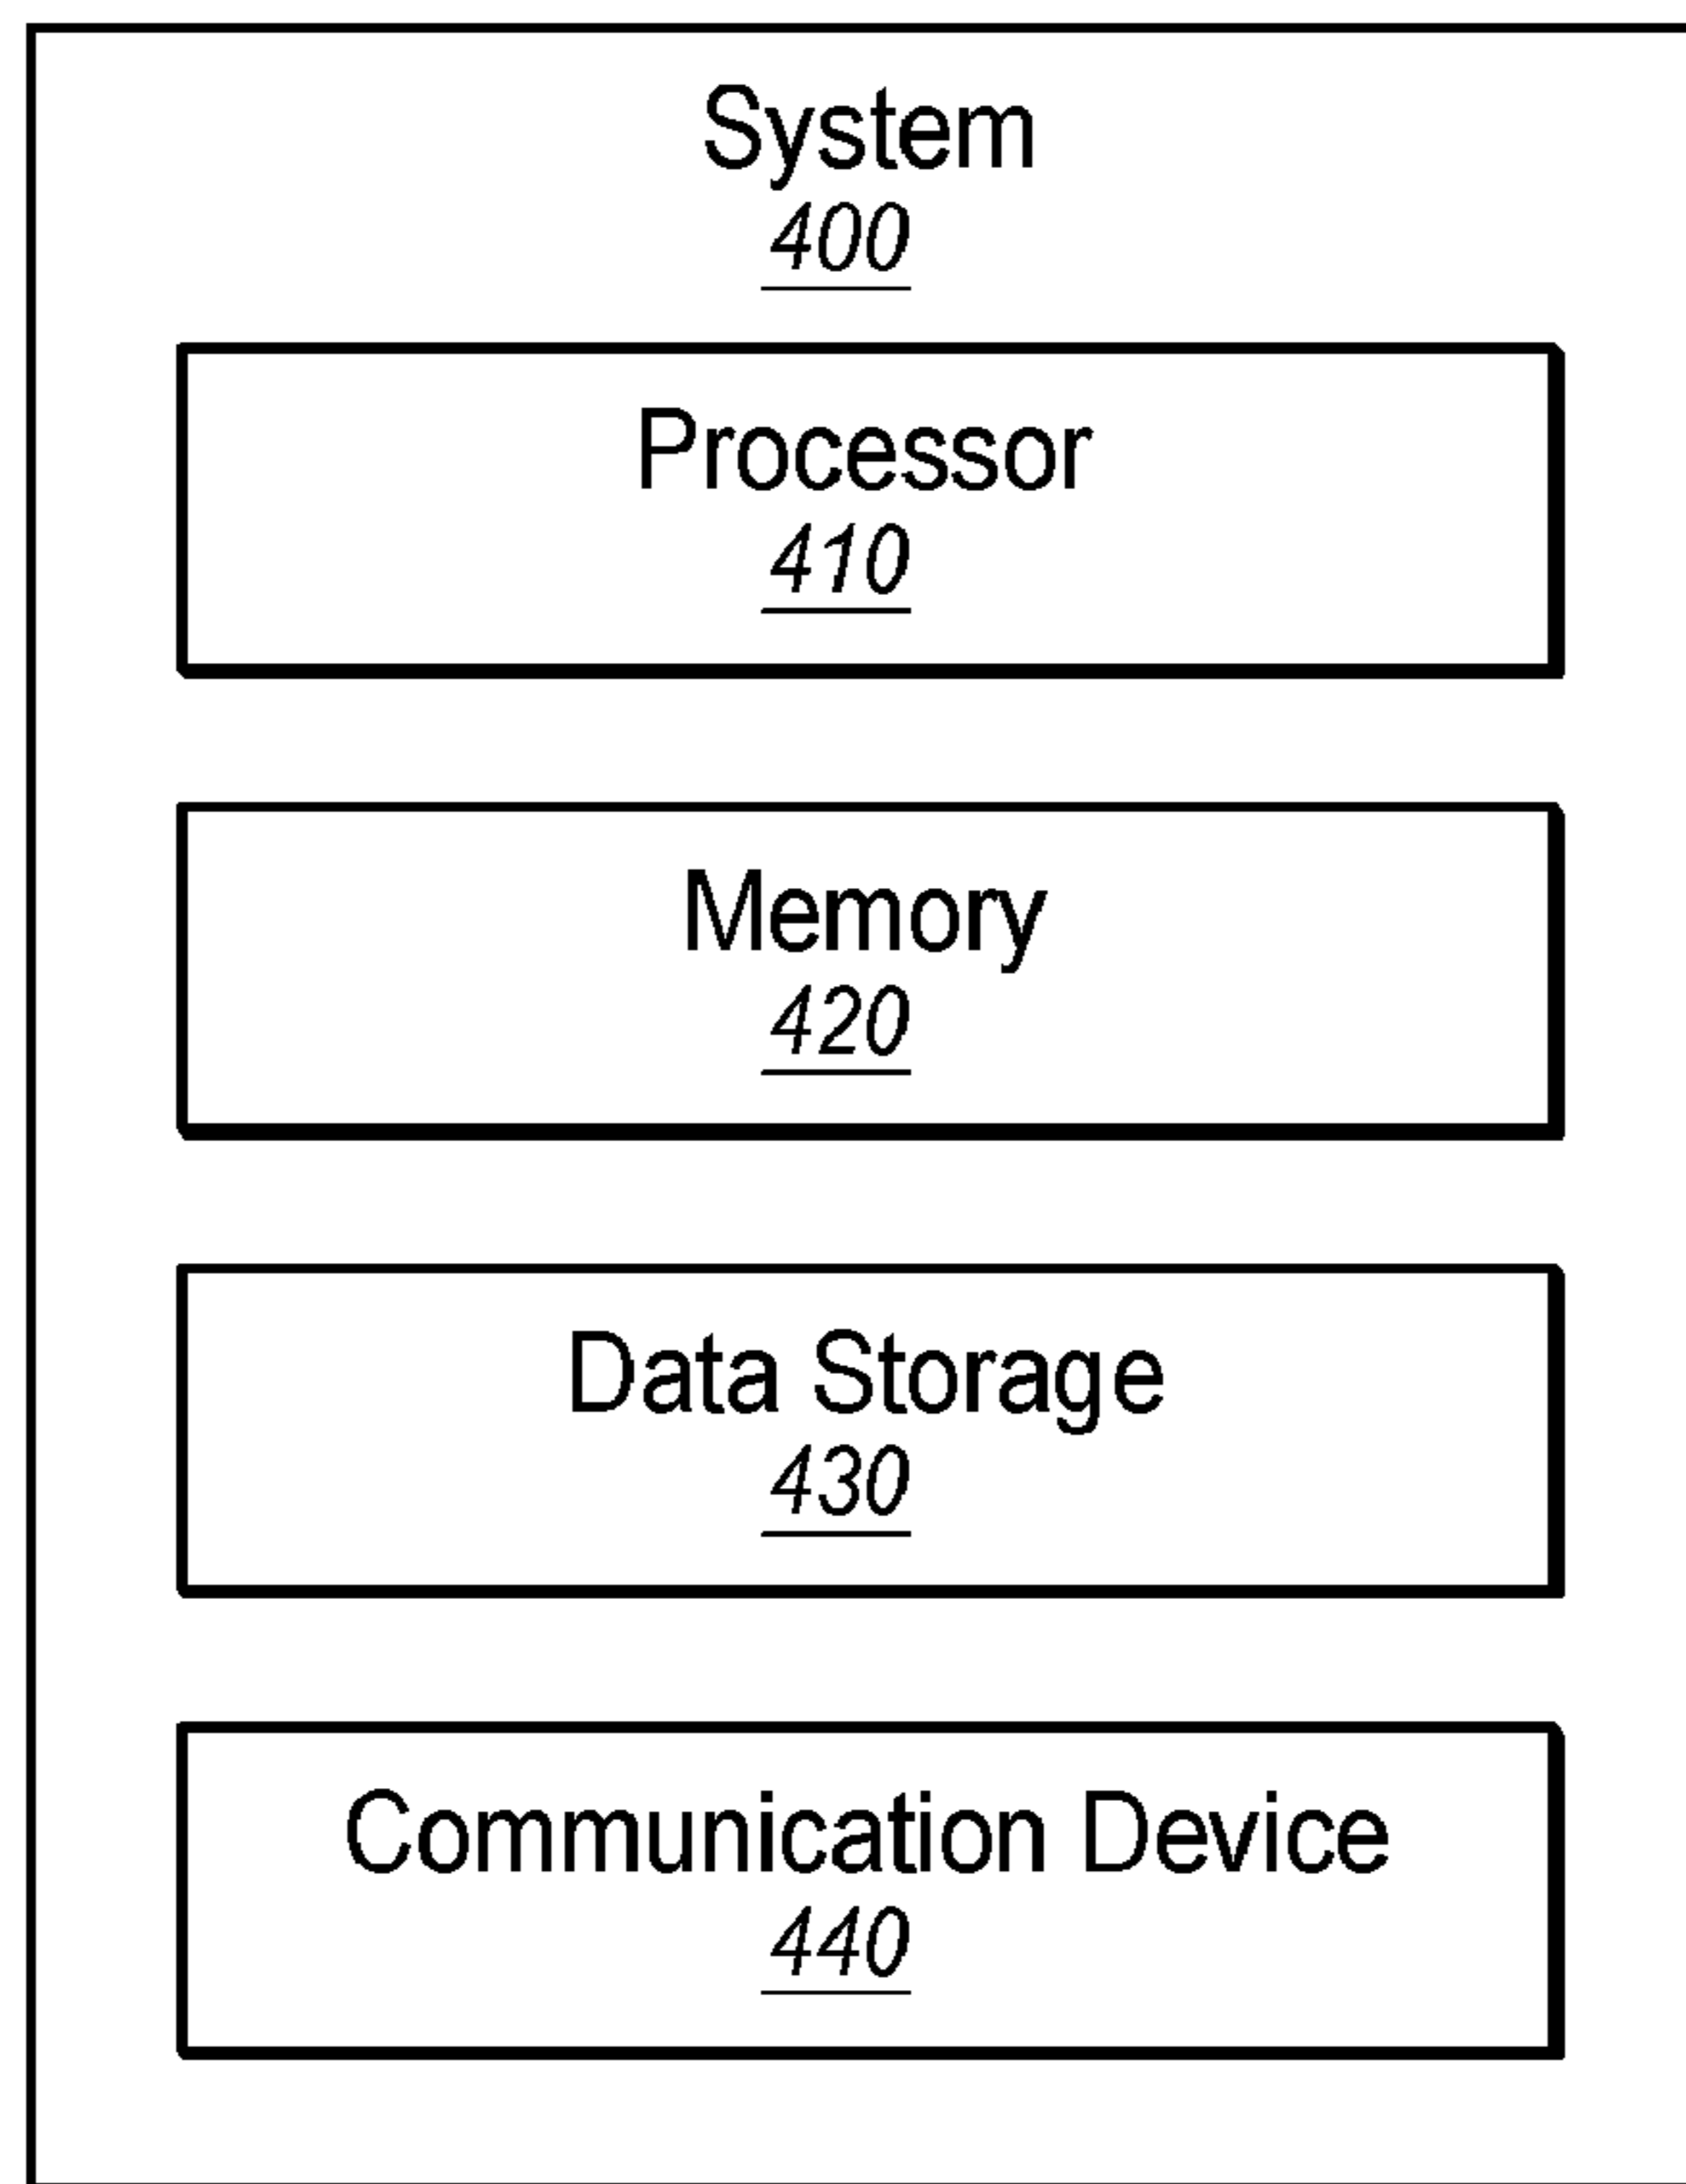 System
400
Processor
410
Memory
420
Data Storage
430
Communication Device
440